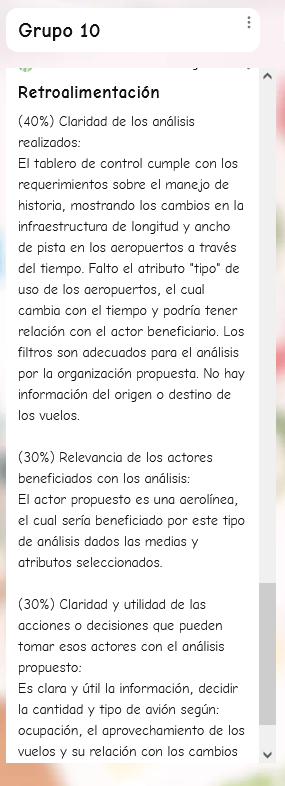 Grupo 10
Retroalimentación
(40%) Claridad de los análisis
realizados:
El tablero de control cumple con los
requerimientos sobre el manejo de
historia, mostrando los cambios en la
infraestructura de longitud y ancho
de pista en los aeropuertos a través
del tiempo. Falto el atributo "tipo" de
uso de los aeropuertos, el cual
cambia con el tiempo y podría tener
relación con el actor beneficiario. Los
filtros son adecuados para el análisis
por la organización propuesta. No hay
información del origen o destino de
los vuelos.
(30%) Relevancia de los actores
beneficiados con los análisis:
El actor propuesto es una aerolínea,
el cual sería beneficiado por este tipo
de análisis dados las medias y
atributos seleccionados.
(30%) Claridad y utilidad de las
acciones o decisiones que pueden
tomar esos actores con el análisis
propuesto:
Es clara y útil la información, decidir
la cantidad y tipo de avión según:
ocupación, el aprovechamiento de los
vuelos y su relación con los cambios